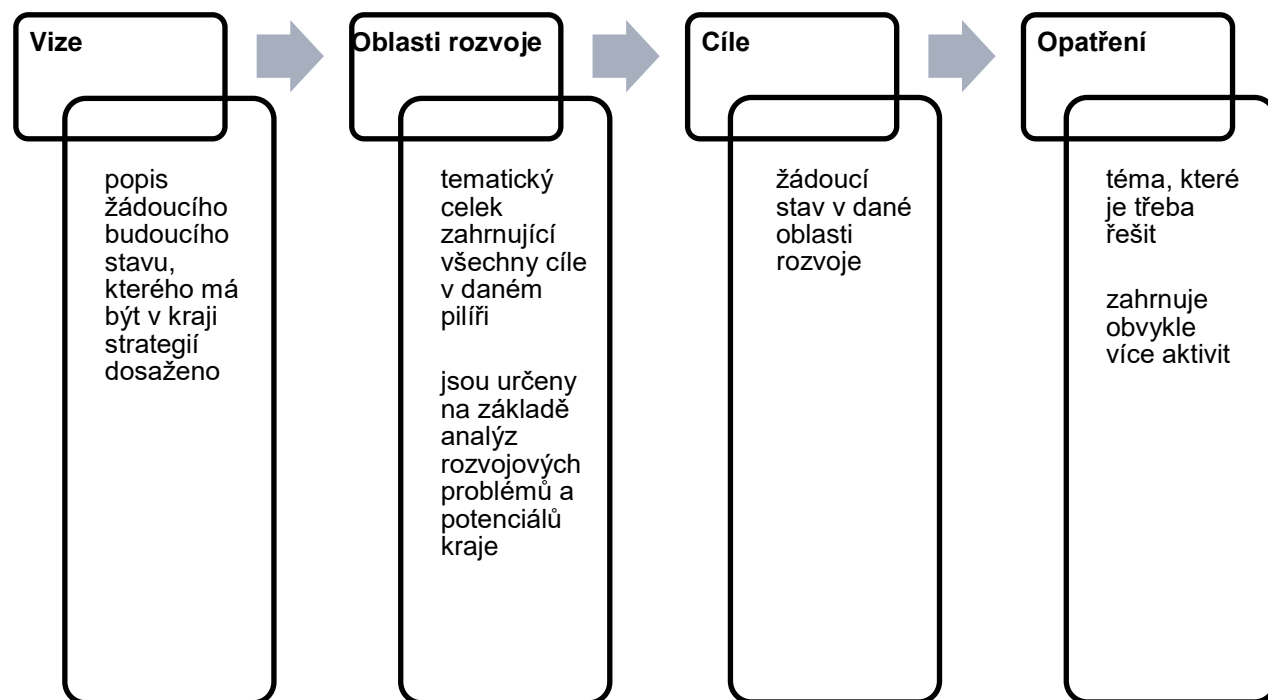 Vize
popis
žádoucího
budoucího
stavu,
kterého má
být v kraji
strategií
dosaženo
Oblasti rozvoje
tematický
celek
zahrnující
všechny cíle
v daném
pilíři
jsou určeny
na základě
analýz
rozvojových
problémů a
potenciálů
kraje
Cíle
žádoucí
stav v dané
oblasti
rozvoje
Opatření
téma, které
je třeba
řešit
zahrnuje
obvykle
více aktivit